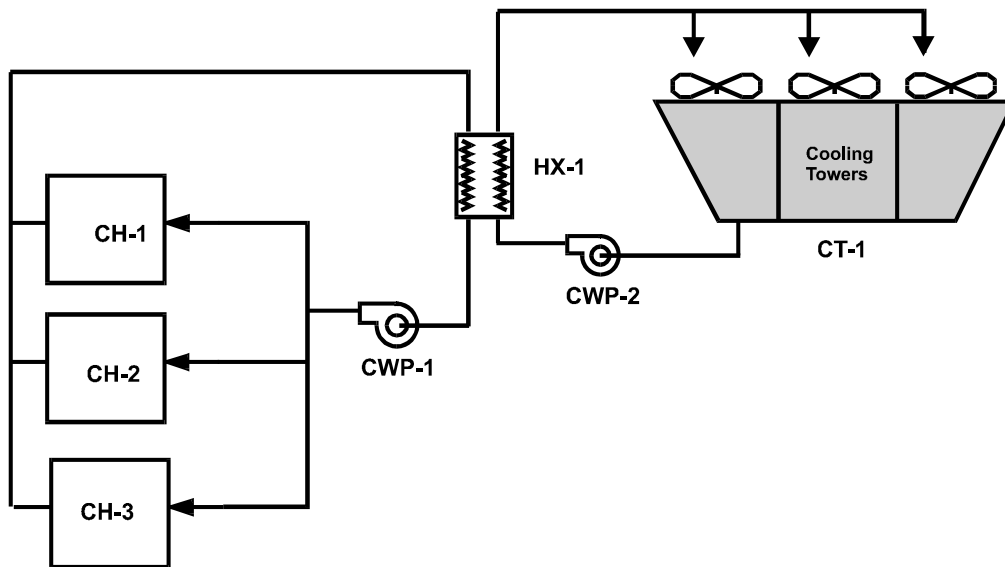 Cooling
Towers
HX-1
CH-1
CT-1
CWP-2
CWP-1
CH-2
CH-3